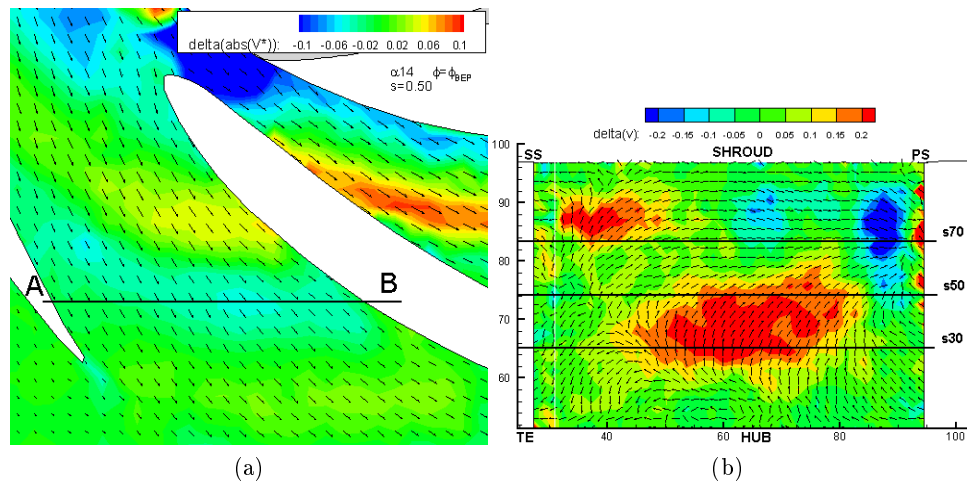 delta(abs(V*)): -0.1 -0.06 -0.02 0.02 0.06 0.1
α14 ϕ=ϕBEP
s=0.50
A
B
(a)
delta(v): -0.2 -0.15 -0.1 -0.05 0 0.05 0.1 0.15 0.2
100
SS SHROUD PS
90
s70
80
s50
70
s30
60
TE 40 60 HUB 80 100
(b)